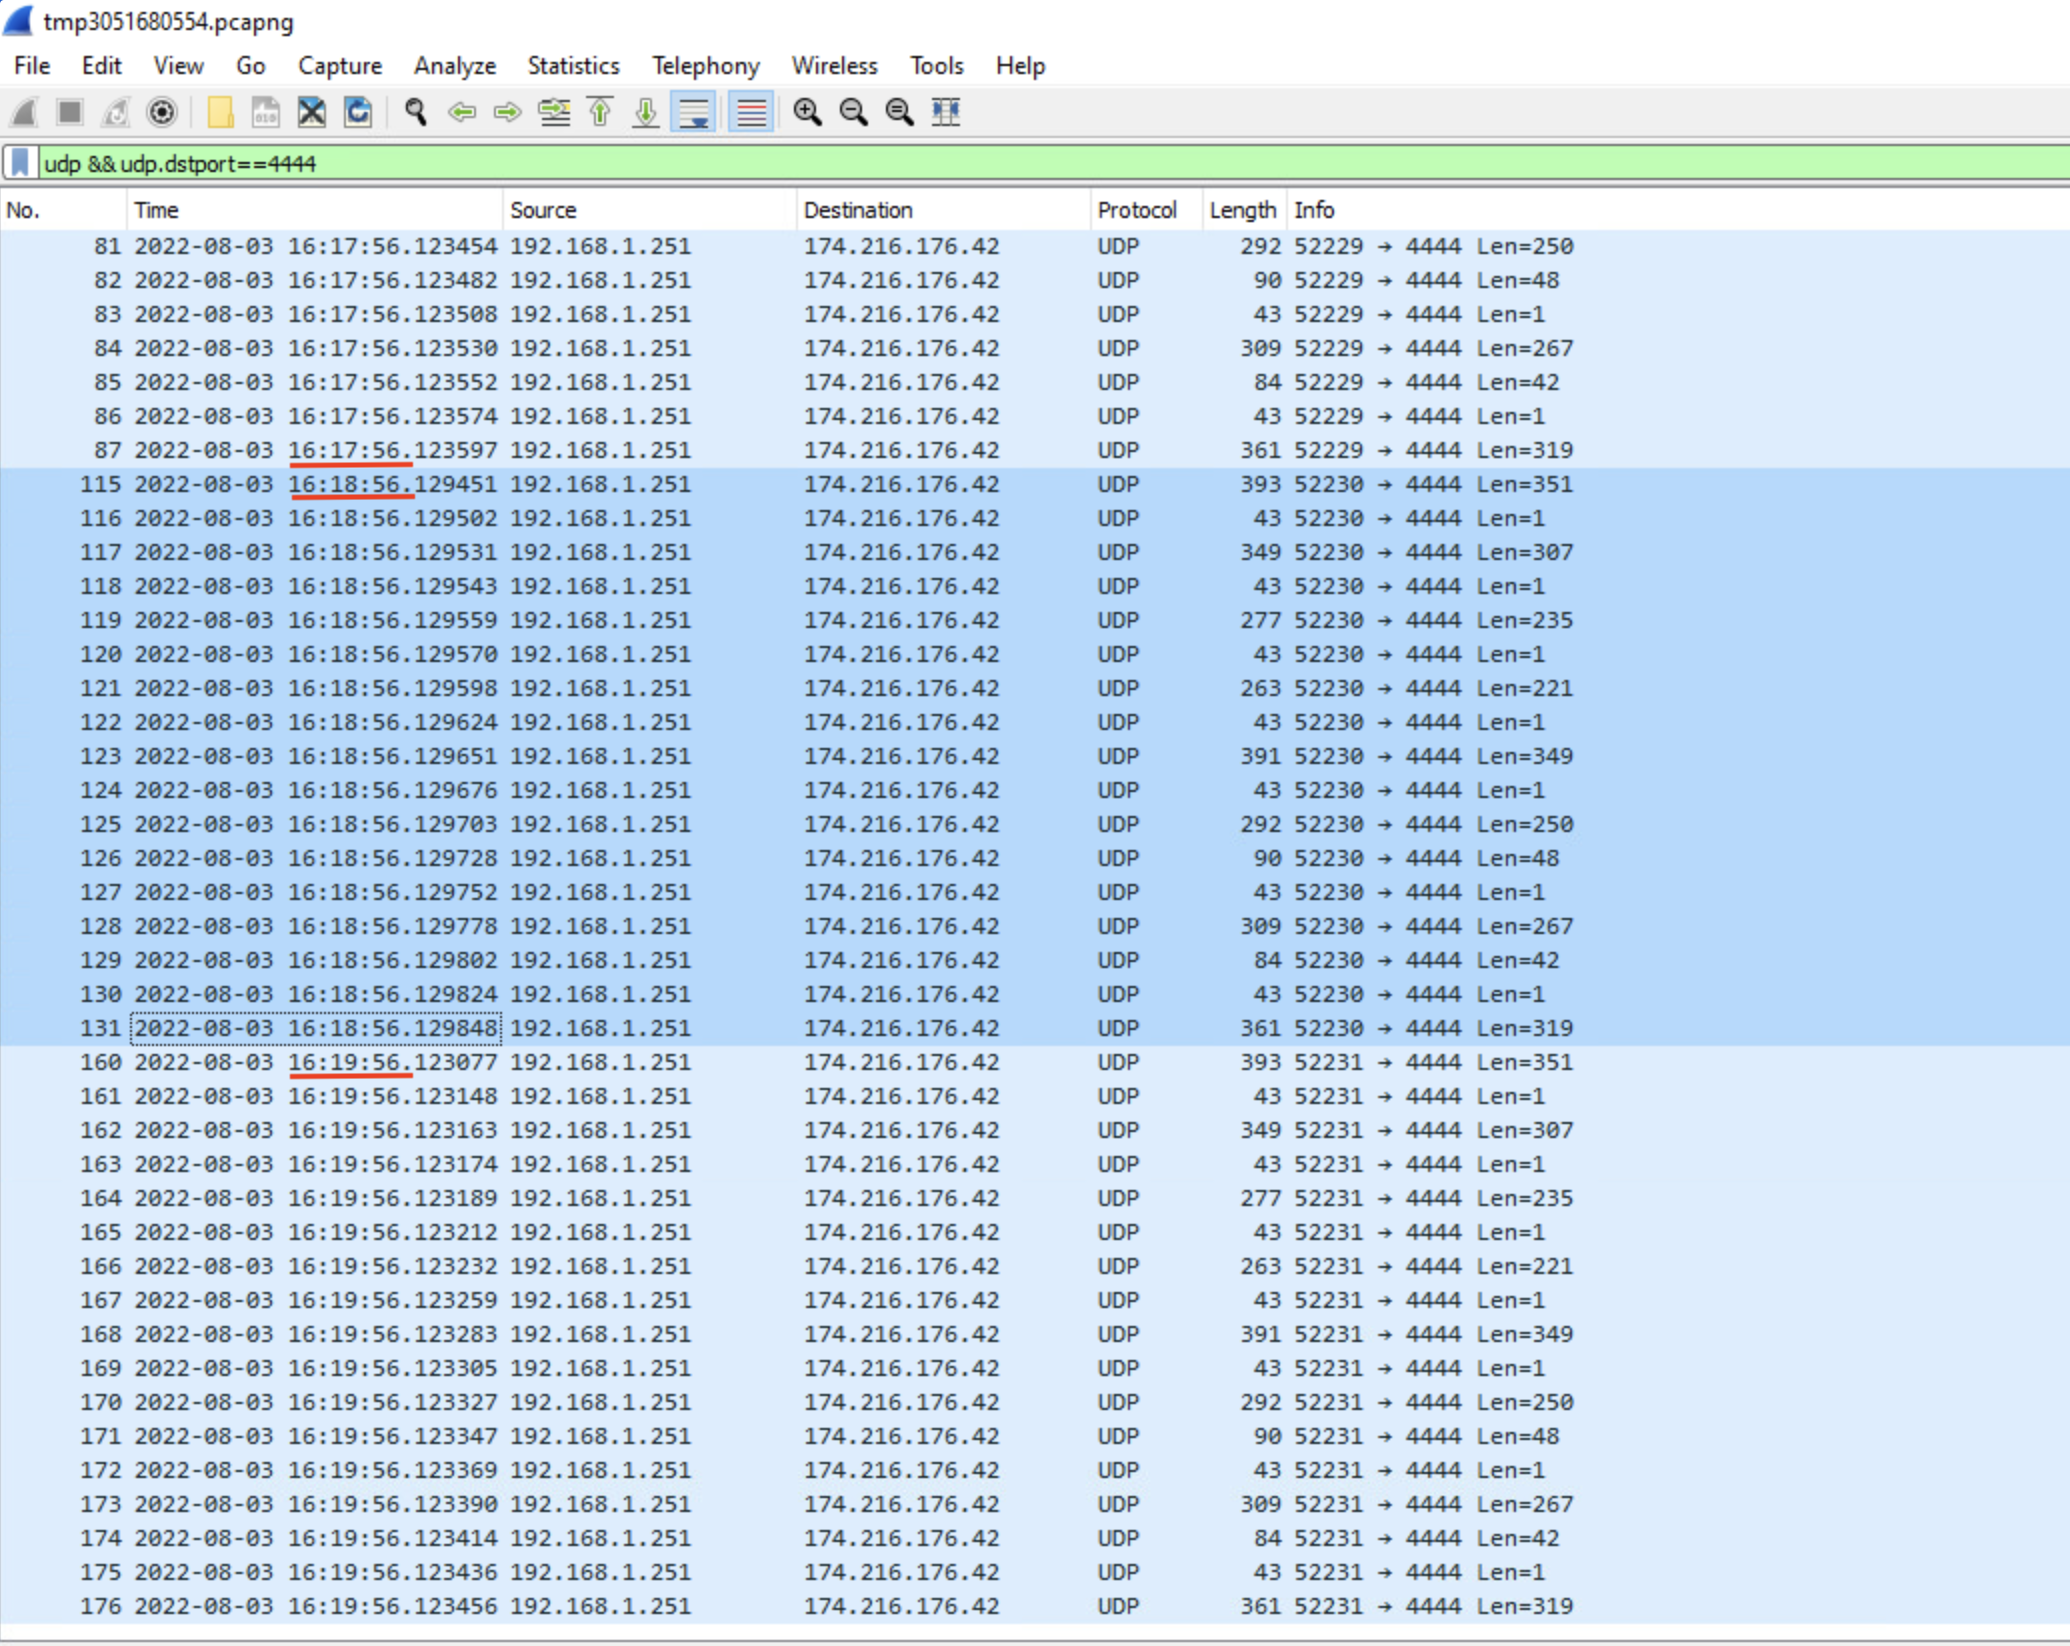 tmp3051680554.pcapng
File Edit View Go Capture Analyze Statistics Telephony Wireless Tools Help
udp && udp.dstport==4444
No. Time Source Destination Protocol Length Info
81 2022-08-03 16:17:56.123454 192.168.1.251 174.216.176.42 UDP 292 52229 → 4444 Len=250
82 2022-08-03 16:17:56.123482 192.168.1.251 174.216.176.42 UDP 90 52229 → 4444 Len=48
83 2022-08-03 16:17:56.123508 192.168.1.251 174.216.176.42 UDP 43 52229 → 4444 Len=1
84 2022-08-03 16:17:56.123530 192.168.1.251 174.216.176.42 UDP 309 52229 → 4444 Len=267
85 2022-08-03 16:17:56.123552 192.168.1.251 174.216.176.42 UDP 84 52229 → 4444 Len=42
86 2022-08-03 16:17:56.123574 192.168.1.251 174.216.176.42 UDP 43 52229 → 4444 Len=1
87 2022-08-03 16:17:56.123597 192.168.1.251 174.216.176.42 UDP 361 52229 → 4444 Len=319
115 2022-08-03 16:18:56.129451 192.168.1.251 174.216.176.42 UDP 393 52230 → 4444 Len=351
116 2022-08-03 16:18:56.129502 192.168.1.251 174.216.176.42 UDP 43 52230 → 4444 Len=1
117 2022-08-03 16:18:56.129531 192.168.1.251 174.216.176.42 UDP 349 52230 → 4444 Len=307
118 2022-08-03 16:18:56.129543 192.168.1.251 174.216.176.42 UDP 43 52230 → 4444 Len=1
119 2022-08-03 16:18:56.129559 192.168.1.251 174.216.176.42 UDP 277 52230 → 4444 Len=235
120 2022-08-03 16:18:56.129570 192.168.1.251 174.216.176.42 UDP 43 52230 → 4444 Len=1
121 2022-08-03 16:18:56.129598 192.168.1.251 174.216.176.42 UDP 263 52230 → 4444 Len=221
122 2022-08-03 16:18:56.129624 192.168.1.251 174.216.176.42 UDP 43 52230 → 4444 Len=1
123 2022-08-03 16:18:56.129651 192.168.1.251 174.216.176.42 UDP 391 52230 → 4444 Len=349
124 2022-08-03 16:18:56.129676 192.168.1.251 174.216.176.42 UDP 43 52230 → 4444 Len=1
125 2022-08-03 16:18:56.129703 192.168.1.251 174.216.176.42 UDP 292 52230 → 4444 Len=250
126 2022-08-03 16:18:56.129728 192.168.1.251 174.216.176.42 UDP 90 52230 → 4444 Len=48
127 2022-08-03 16:18:56.129752 192.168.1.251 174.216.176.42 UDP 43 52230 → 4444 Len=1
128 2022-08-03 16:18:56.129778 192.168.1.251 174.216.176.42 UDP 309 52230 → 4444 Len=267
129 2022-08-03 16:18:56.129802 192.168.1.251 174.216.176.42 UDP 84 52230 → 4444 Len=42
130 2022-08-03 16:18:56.129824 192.168.1.251 174.216.176.42 UDP 43 52230 → 4444 Len=1
131 2022-08-03 16:18:56.129848 192.168.1.251 174.216.176.42 UDP 361 52230 → 4444 Len=319
160 2022-08-03 16:19:56.123077 192.168.1.251 174.216.176.42 UDP 393 52231 → 4444 Len=351
161 2022-08-03 16:19:56.123148 192.168.1.251 174.216.176.42 UDP 43 52231 → 4444 Len=1
162 2022-08-03 16:19:56.123163 192.168.1.251 174.216.176.42 UDP 349 52231 → 4444 Len=307
163 2022-08-03 16:19:56.123174 192.168.1.251 174.216.176.42 UDP 43 52231 → 4444 Len=1
164 2022-08-03 16:19:56.123189 192.168.1.251 174.216.176.42 UDP 277 52231 → 4444 Len=235
165 2022-08-03 16:19:56.123212 192.168.1.251 174.216.176.42 UDP 43 52231 → 4444 Len=1
166 2022-08-03 16:19:56.123232 192.168.1.251 174.216.176.42 UDP 263 52231 → 4444 Len=221
167 2022-08-03 16:19:56.123259 192.168.1.251 174.216.176.42 UDP 43 52231 → 4444 Len=1
168 2022-08-03 16:19:56.123283 192.168.1.251 174.216.176.42 UDP 391 52231 → 4444 Len=349
169 2022-08-03 16:19:56.123305 192.168.1.251 174.216.176.42 UDP 43 52231 → 4444 Len=1
170 2022-08-03 16:19:56.123327 192.168.1.251 174.216.176.42 UDP 292 52231 → 4444 Len=250
171 2022-08-03 16:19:56.123347 192.168.1.251 174.216.176.42 UDP 90 52231 → 4444 Len=48
172 2022-08-03 16:19:56.123369 192.168.1.251 174.216.176.42 UDP 43 52231 → 4444 Len=1
173 2022-08-03 16:19:56.123390 192.168.1.251 174.216.176.42 UDP 309 52231 → 4444 Len=267
174 2022-08-03 16:19:56.123414 192.168.1.251 174.216.176.42 UDP 84 52231 → 4444 Len=42
175 2022-08-03 16:19:56.123436 192.168.1.251 174.216.176.42 UDP 43 52231 → 4444 Len=1
176 2022-08-03 16:19:56.123456 192.168.1.251 174.216.176.42 UDP 361 52231 → 4444 Len=319